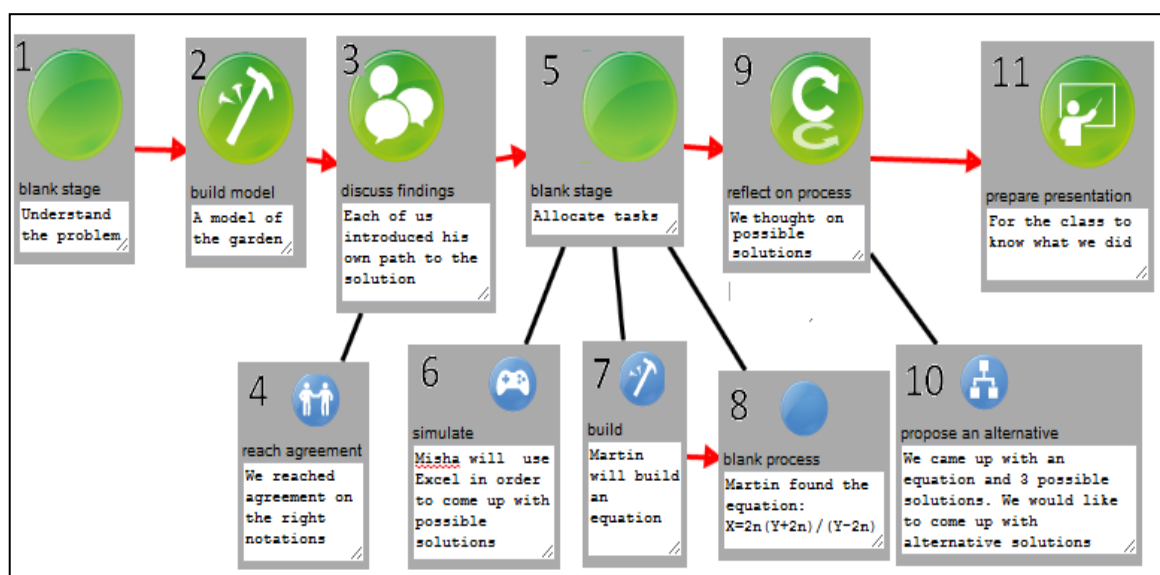 1
blank stage
Understand
the problem
2
build model
A model of
the garden
3
discuss findings
Each of us
introduced his
own path to the
solution
4
reach agreement
We reached
agreement on
the right
notations
5
blank stage
Allocate tasks
6
simulate
Misha will use
Excel in order
to come up with
possible
solutions
7
build
Martin
will build
an
equation
8
blank process
Martin found the
equation:
X=2n(Y+2n)/(Y-2n)
9
reflect on process
We thought on
possible
solutions
10
propose an alternative
We came up with an
equation and 3 possible
solutions. We would like
to come up with
alternative solutions
11
prepare presentation
For the class to
know what we did